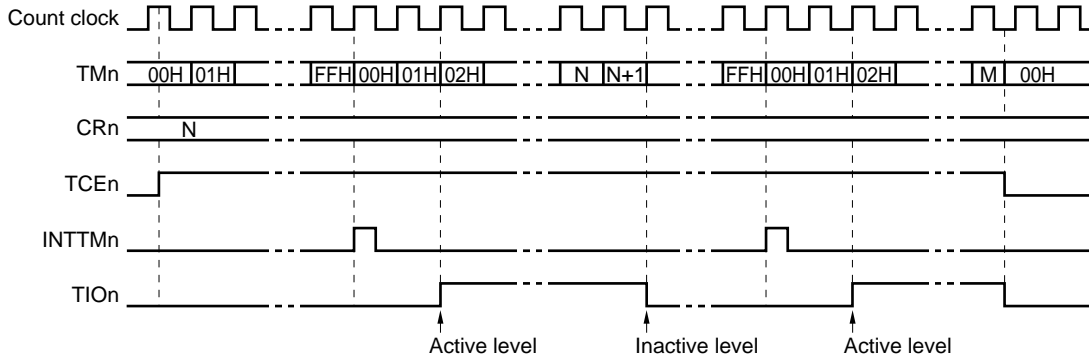 Count clock
TMn 00H 01H FFH 00H 01H 02H N N+1 FFH 00H 01H 02H M 00H
CRn N
TCEn
INTTMn
TIOn
Active level Inactive level Active level